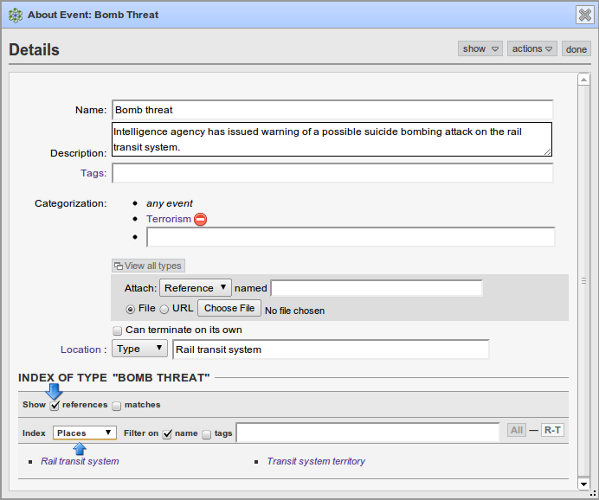 About Event: Bomb Threat
Details
show
actions
done
Name: Bomb threat
Intelligence agency has issued warning of a possible suicide bombing attack on the rail
transit system.
Description:
Tags:
Categorization:
• any event
• Terrorism
•
View all types
Attach: Reference named
File URL Choose File No file chosen
Can terminate on its own
Location : Type Rail transit system
INDEX OF TYPE "BOMB THREAT"
Show references matches
Index Places Filter on name tags All — R-T
• Rail transit system • Transit system territory